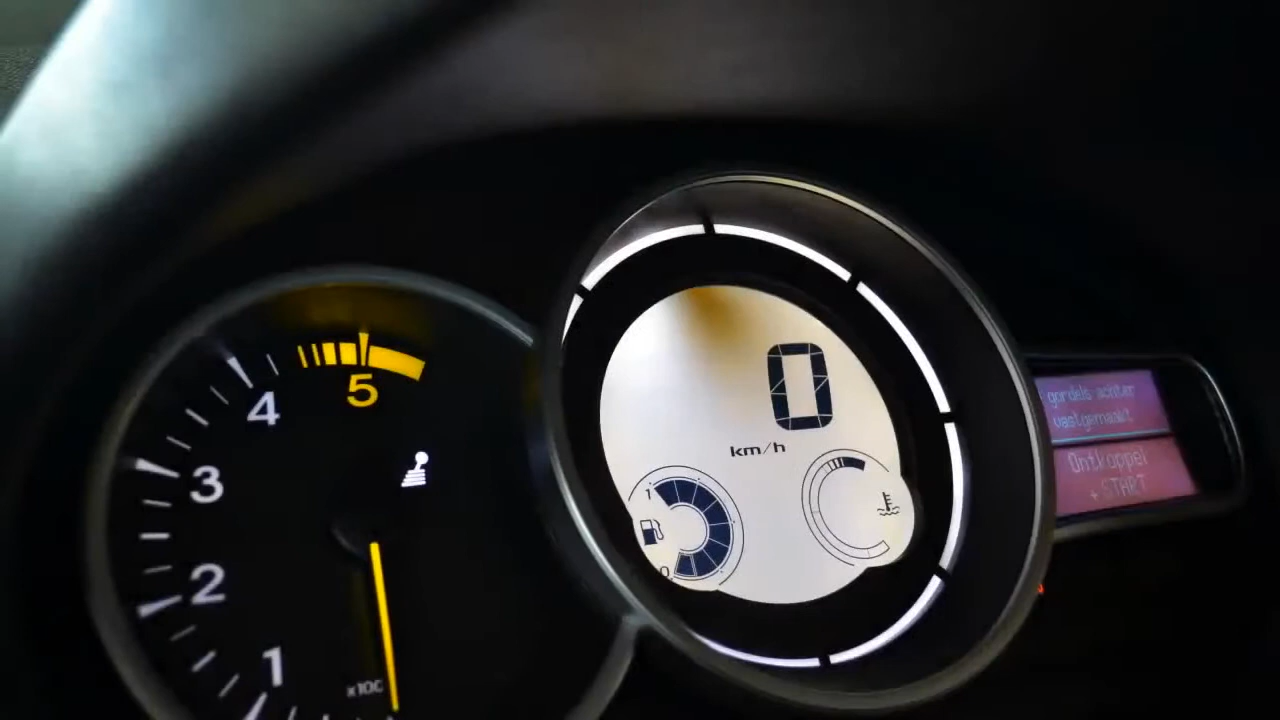 5
4
3
2
1
x100
0
km/h
1
0
gordels achter
vastgemaakt
Ontkoppel
+ START